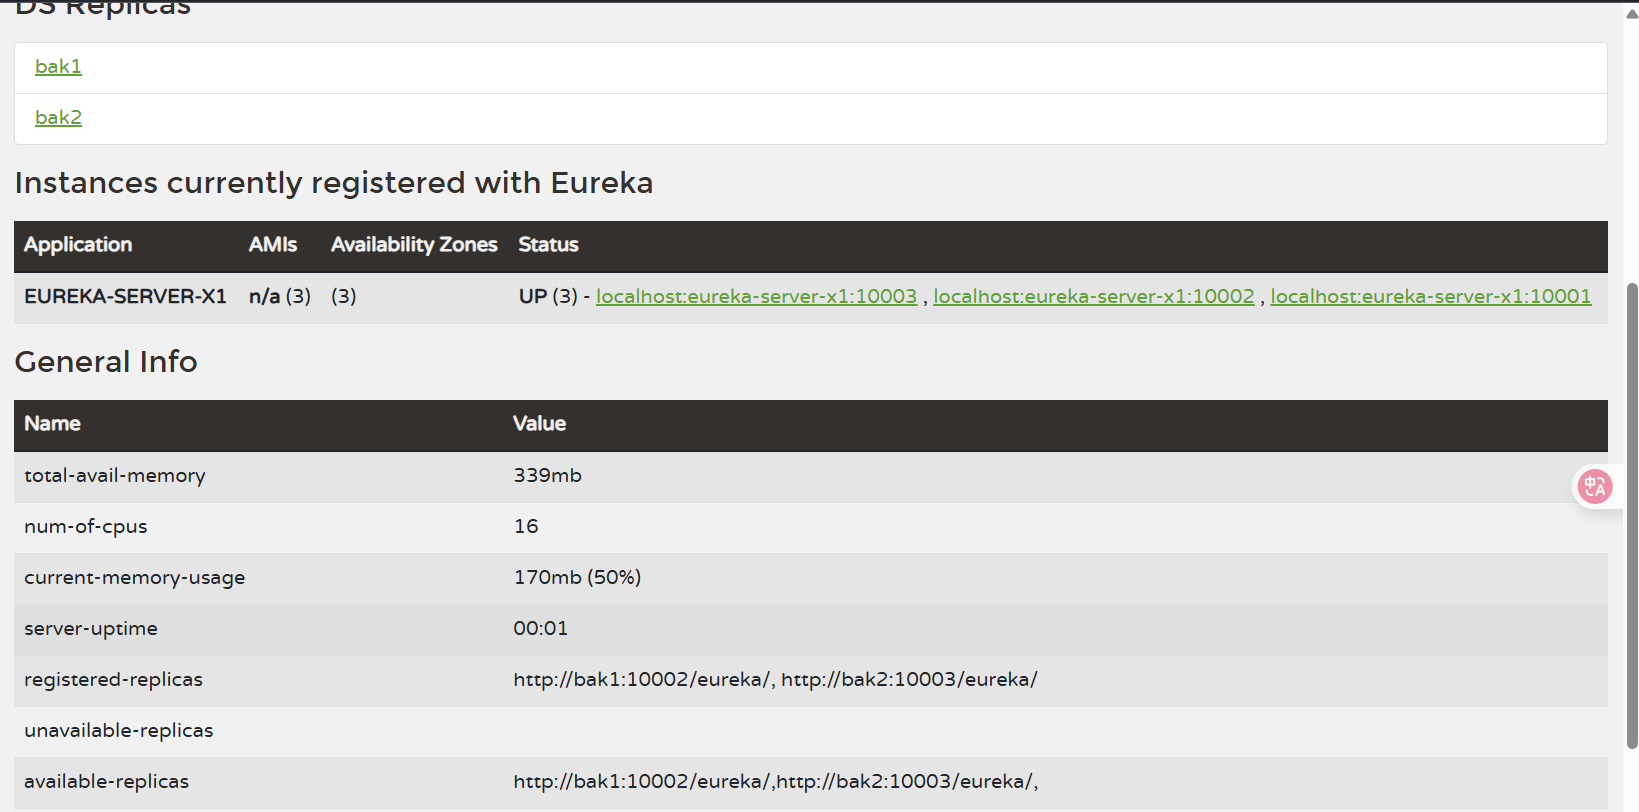 DS Replicas
bak1
bak2
Instances currently registered with Eureka
Application AMIs Availability Zones Status
EUREKA-SERVER-X1 n/a (3) (3) UP (3) - localhost:eureka-server-x1:10003 , localhost:eureka-server-x1:10002 , localhost:eureka-server-x1:10001
General Info
Name Value
total-avail-memory 339mb
num-of-cpus 16
current-memory-usage 170mb (50%)
server-uptime 00:01
registered-replicas http://bak1:10002/eureka/, http://bak2:10003/eureka/
unavailable-replicas
available-replicas http://bak1:10002/eureka/,http://bak2:10003/eureka/,
中A